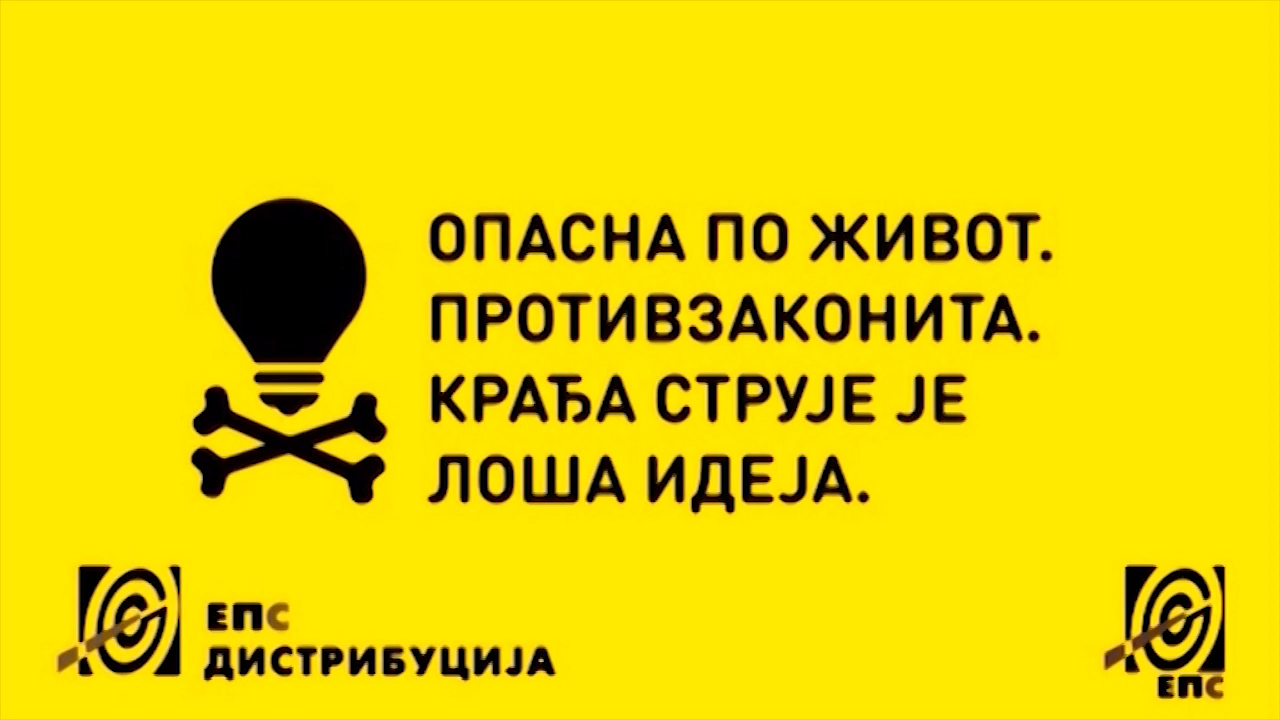 ОПАСНА ПО ЖИВОТ.
ПРОТИВЗАКОНИТА.
КРАЂА СТРУЈЕ ЈЕ
ЛОША ИДЕЈА.
ЕПС
ДИСТРИБУЦИЈА
ЕПС